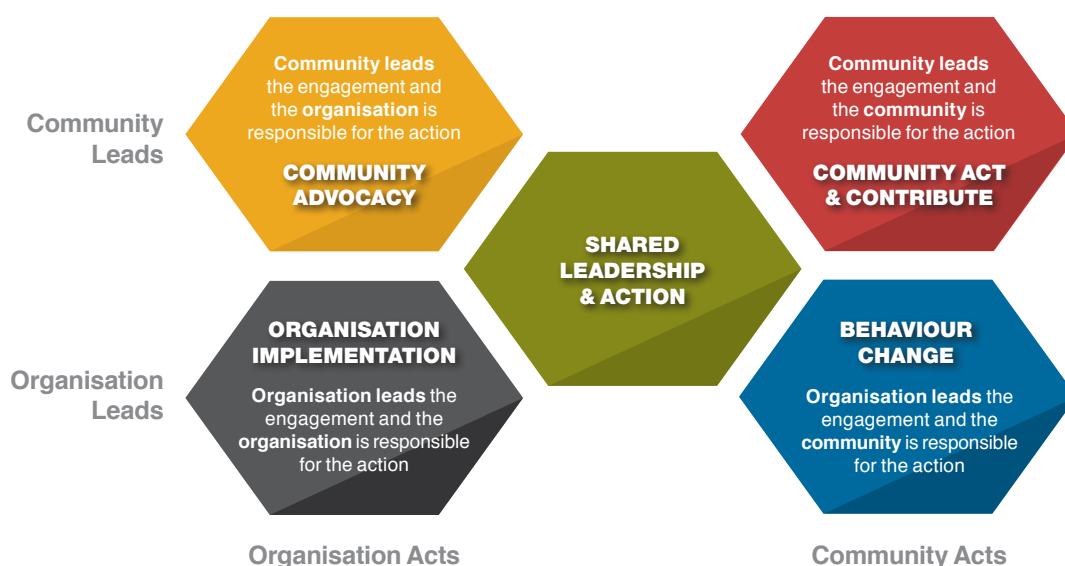 Community
Leads
Community leads
the engagement and
the organisation is
responsible for the action
COMMUNITY
ADVOCACY
Community leads
the engagement and
the community is
responsible for the action
COMMUNITY ACT
& CONTRIBUTE
SHARED
LEADERSHIP
& ACTION
Organisation
Leads
ORGANISATION
IMPLEMENTATION
Organisation leads the
engagement and the
organisation is responsible
for the action
BEHAVIOUR
CHANGE
Organisation leads the
engagement and the
community is responsible
for the action
Organisation Acts
Community Acts